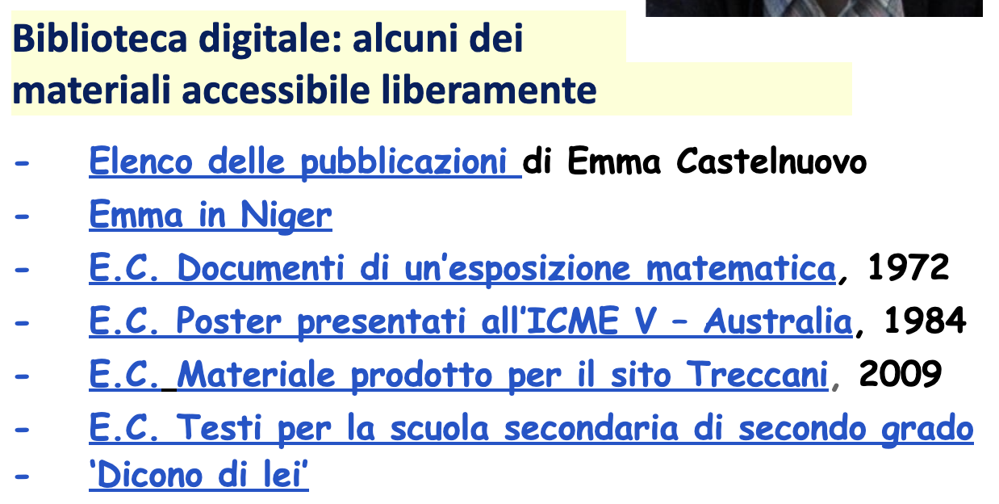 Biblioteca digitale: alcuni dei
materiali accessibile liberamente
- Elenco delle pubblicazioni di Emma Castelnuovo
- Emma in Niger
- E.C. Documenti di un’esposizione matematica, 1972
- E.C. Poster presentati all’ICME V – Australia, 1984
- E.C. Materiale prodotto per il sito Treccani, 2009
- E.C. Testi per la scuola secondaria di secondo grado
- ‘Dicono di lei’